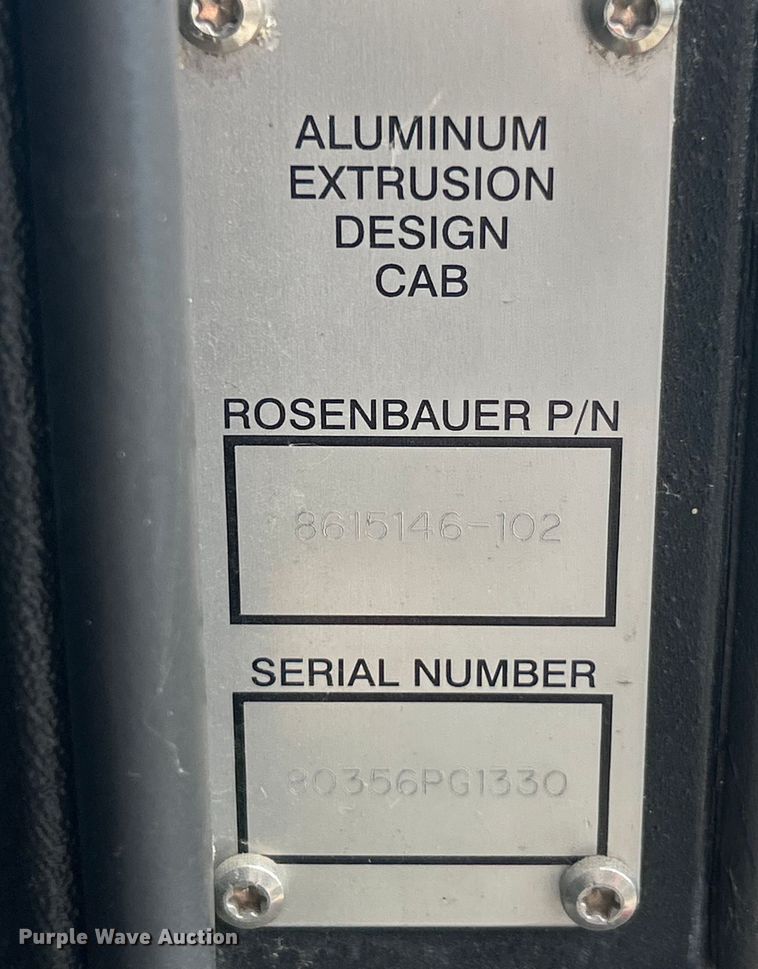 ALUMINUM
EXTRUSION
DESIGN
CAB
ROSENBAUER P/N
8615146-102
SERIAL NUMBER
80356PG1330
Purple Wave Auction